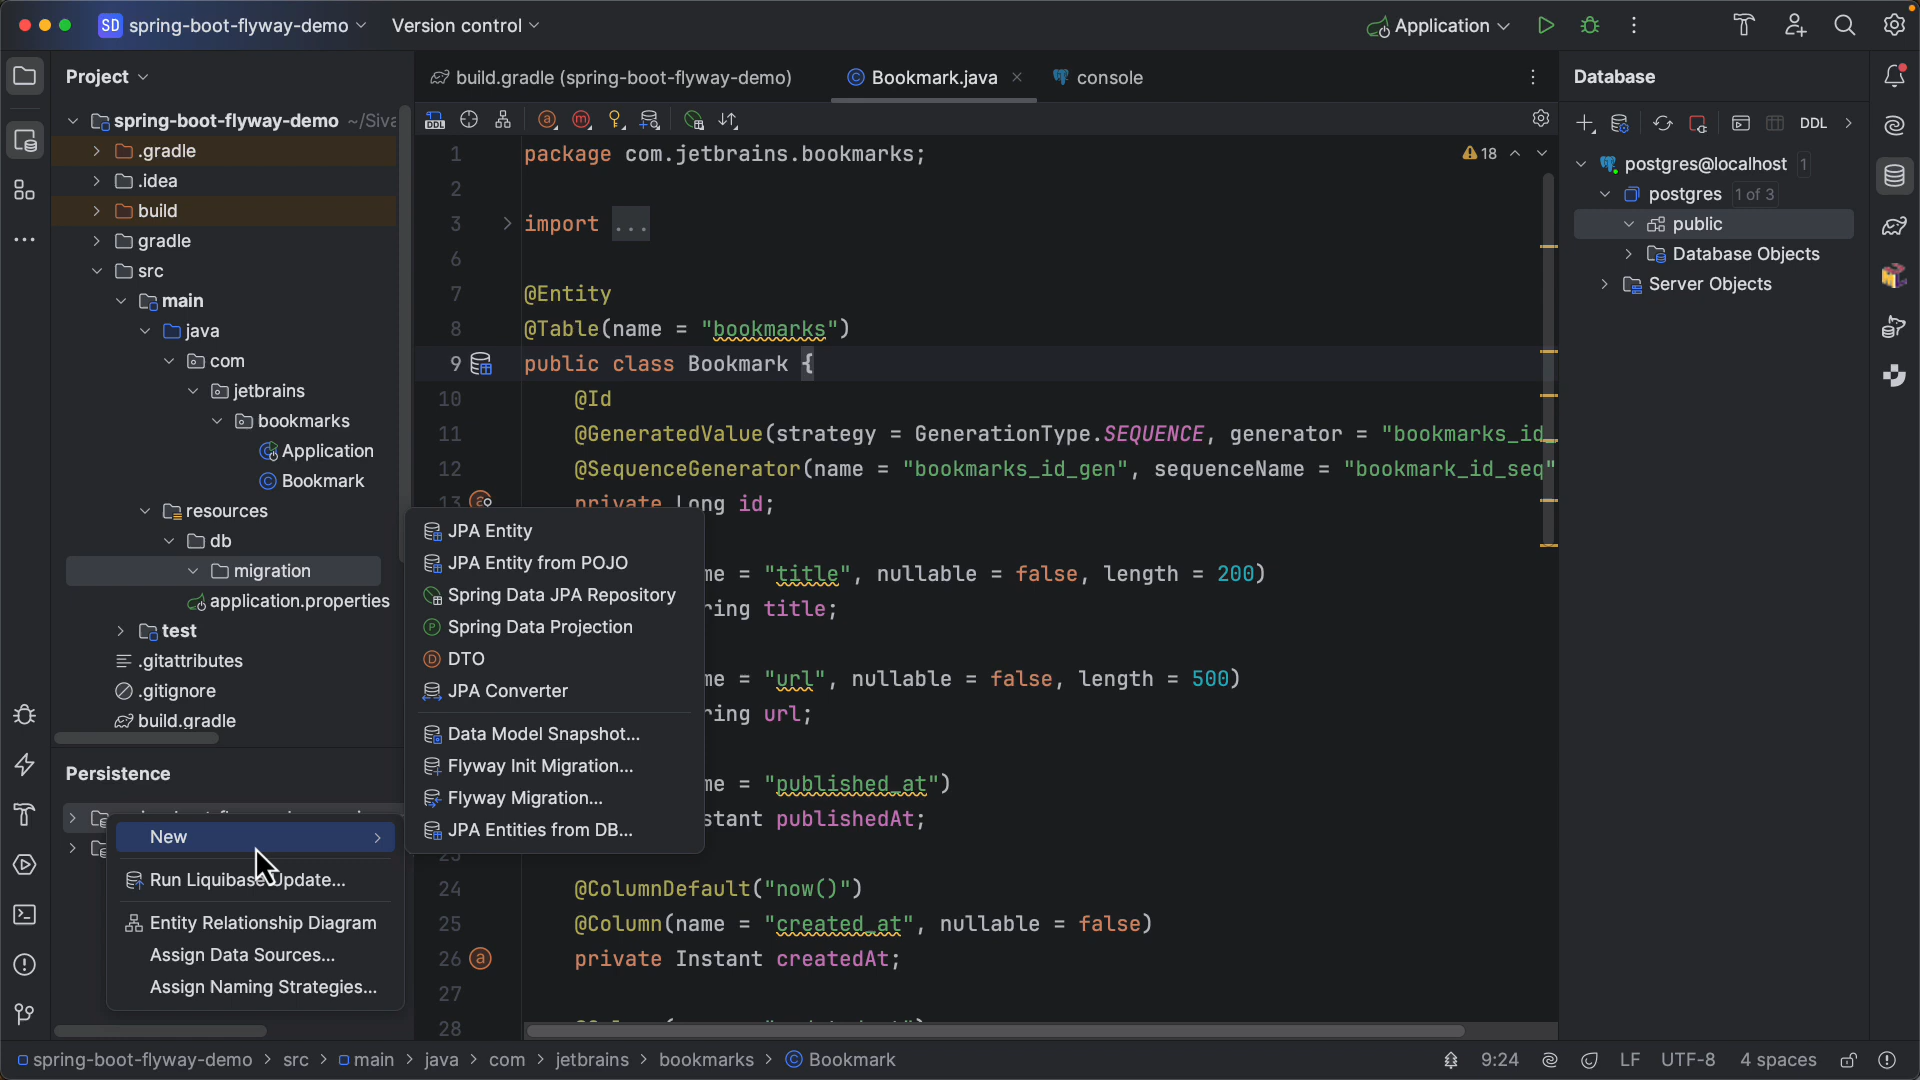 SD spring-boot-flyway-demo
Version control
Application
Project
spring-boot-flyway-demo ~/Siva
.gradle
.idea
build
gradle
src
main
java
com
jetbrains
bookmarks
Application
Bookmark
resources
db
migration
application.properties
test
.gitattributes
.gitignore
build.gradle
Persistence
New
Run Liquibase Update...
Entity Relationship Diagram
Assign Data Sources...
Assign Naming Strategies...
JPA Entity
JPA Entity from POJO
Spring Data JPA Repository
Spring Data Projection
DTO
JPA Converter
Data Model Snapshot...
Flyway Init Migration...
Flyway Migration...
JPA Entities from DB...
build.gradle (spring-boot-flyway-demo)
Bookmark.java
console
DDL
18
1 package com.jetbrains.bookmarks;
2
3 import ...
6
7 @Entity
8 @Table(name = "bookmarks")
9 public class Bookmark {
10 @Id
11 @GeneratedValue(strategy = GenerationType.SEQUENCE, generator = "bookmarks_id
12 @SequenceGenerator(name = "bookmarks_id_gen", sequenceName = "bookmark_id_seq"
13 private Long id;
me = "title", nullable = false, length = 200)
ring title;
me = "url", nullable = false, length = 500)
ring url;
me = "published_at")
stant publishedAt;
23
24 @ColumnDefault("now()")
25 @Column(name = "created_at", nullable = false)
26 private Instant createdAt;
27
28
Database
DDL
postgres@localhost 1
postgres 1 of 3
public
Database Objects
Server Objects
spring-boot-flyway-demo > src > main > java > com > jetbrains > bookmarks > Bookmark
9:24
LF
UTF-8
4 spaces